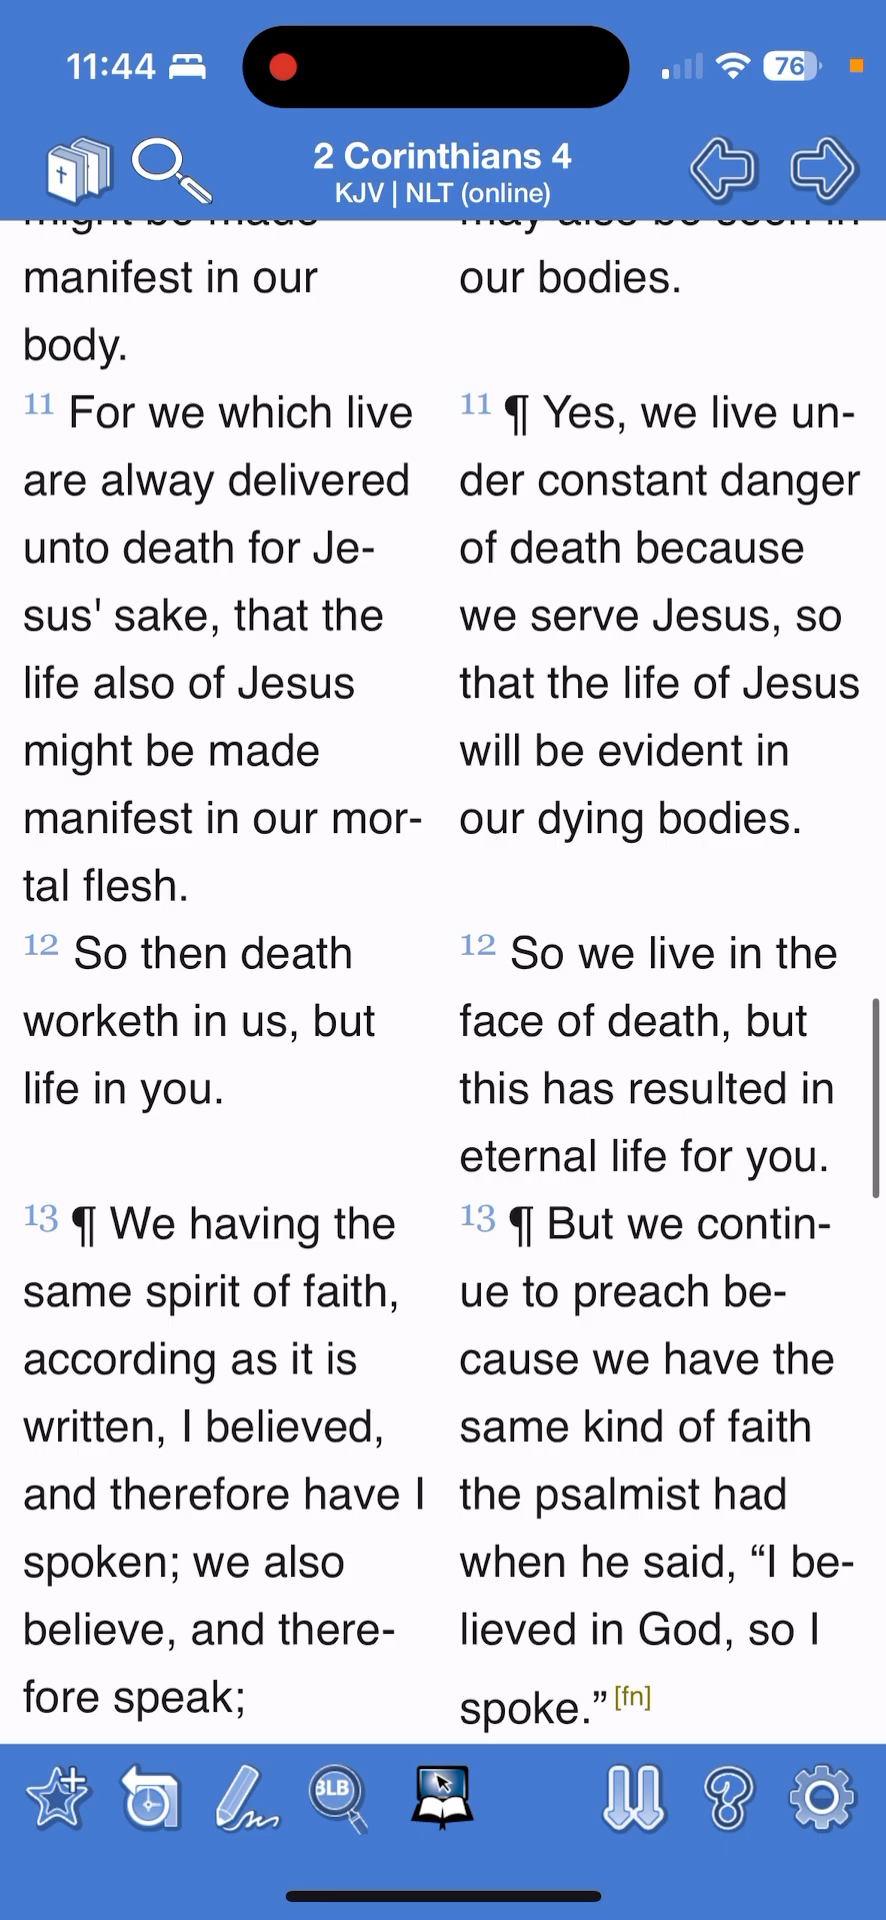 11:44
76
2 Corinthians 4
KJV | NLT (online)
might be made
manifest in our
body.
11 For we which live
are alway delivered
unto death for Je-
sus' sake, that the
life also of Jesus
might be made
manifest in our mor-
tal flesh.
12 So then death
worketh in us, but
life in you.
13 ¶ We having the
same spirit of faith,
according as it is
written, I believed,
and therefore have I
spoken; we also
believe, and there-
fore speak;
may also be seen in
our bodies.
11 ¶ Yes, we live un-
der constant danger
of death because
we serve Jesus, so
that the life of Jesus
will be evident in
our dying bodies.
12 So we live in the
face of death, but
this has resulted in
eternal life for you.
13 ¶ But we contin-
ue to preach be-
cause we have the
same kind of faith
the psalmist had
when he said, “I be-
lieved in God, so I
spoke.” [fn]
BLB